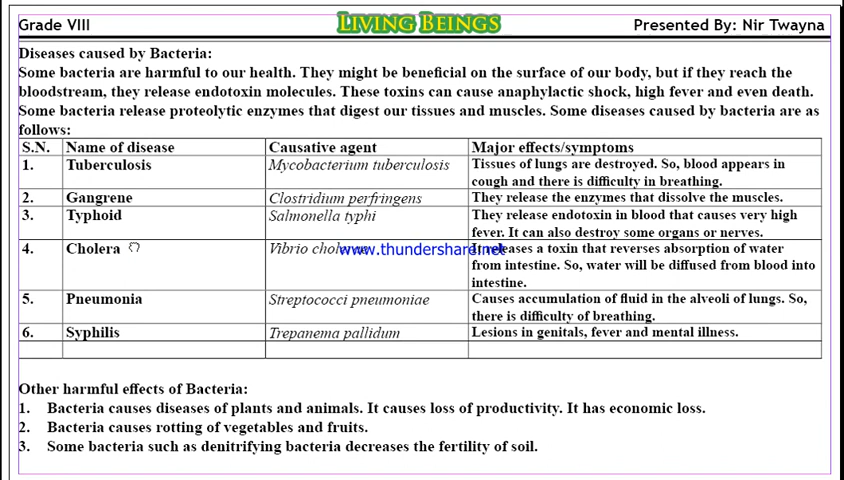 Grade VIII LIVING BEINGS Presented By: Nir Twayna
Diseases caused by Bacteria:
Some bacteria are harmful to our health. They might be beneficial on the surface of our body, but if they reach the
bloodstream, they release endotoxin molecules. These toxins can cause anaphylactic shock, high fever and even death.
Some bacteria release proteolytic enzymes that digest our tissues and muscles. Some diseases caused by bacteria are as
follows:
S.N. Name of disease Causative agent Major effects/symptoms
1. Tuberculosis Mycobacterium tuberculosis Tissues of lungs are destroyed. So, blood appears in
cough and there is difficulty in breathing.
2. Gangrene Clostridium perfringens They release the enzymes that dissolve the muscles.
3. Typhoid Salmonella typhi They release endotoxin in blood that causes very high
fever. It can also destroy some organs or nerves.
4. Cholera Vibrio www.thundershare.net It releases a toxin that reverses absorption of water
from intestine. So, water will be diffused from blood into
intestine.
5. Pneumonia Streptococci pneumoniae Causes accumulation of fluid in the alveoli of lungs. So,
there is difficulty of breathing.
6. Syphilis Trepanema pallidum Lesions in genitals, fever and mental illness.
Other harmful effects of Bacteria:
1. Bacteria causes diseases of plants and animals. It causes loss of productivity. It has economic loss.
2. Bacteria causes rotting of vegetables and fruits.
3. Some bacteria such as denitrifying bacteria decreases the fertility of soil.